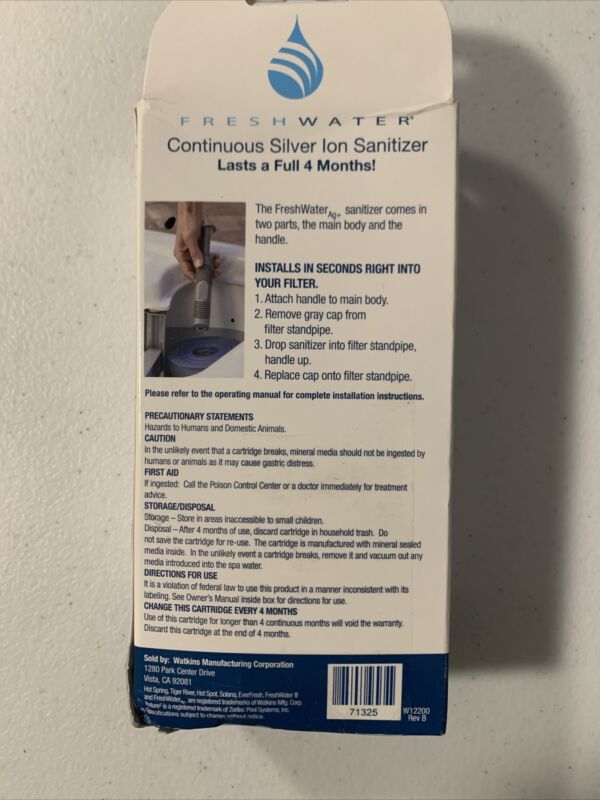 FRESHWATER®
Continuous Silver Ion Sanitizer
Lasts a Full 4 Months!
The FreshWater Ag+ sanitizer comes in
two parts, the main body and the
handle.
INSTALLS IN SECONDS RIGHT INTO
YOUR FILTER.
1. Attach handle to main body.
2. Remove gray cap from
filter standpipe.
3. Drop sanitizer into filter standpipe,
handle up.
4. Replace cap onto filter standpipe.
Please refer to the operating manual for complete installation instructions.
PRECAUTIONARY STATEMENTS
Hazards to Humans and Domestic Animals.
CAUTION
In the unlikely event that a cartridge breaks, mineral media should not be ingested by
humans or animals as it may cause gastric distress.
FIRST AID
If ingested: Call the Poison Control Center or a doctor immediately for treatment
advice.
STORAGE/DISPOSAL
Storage – Store in areas inaccessible to small children.
Disposal – After 4 months of use, discard cartridge in household trash. Do
not save the cartridge for re-use. The cartridge is manufactured with mineral sealed
media inside. In the unlikely event a cartridge breaks, remove it and vacuum out any
media introduced into the spa water.
DIRECTIONS FOR USE
It is a violation of federal law to use this product in a manner inconsistent with its
labeling. See Owner's Manual inside box for directions for use.
CHANGE THIS CARTRIDGE EVERY 4 MONTHS
Use of this cartridge for longer than 4 continuous months will void the warranty.
Discard this cartridge at the end of 4 months.
Sold by: Watkins Manufacturing Corporation
1280 Park Center Drive
Vista, CA 92081
Hot Spring, Tiger River, Hot Spot, Solana, EverFresh, FreshWater III
and FreshWater Ag+ are registered trademarks of Watkins Mfg. Corp.
is a registered trademark of Zodiac Pool Systems, Inc.
Specifications subject to change without notice.
71325
W12200
Rev B